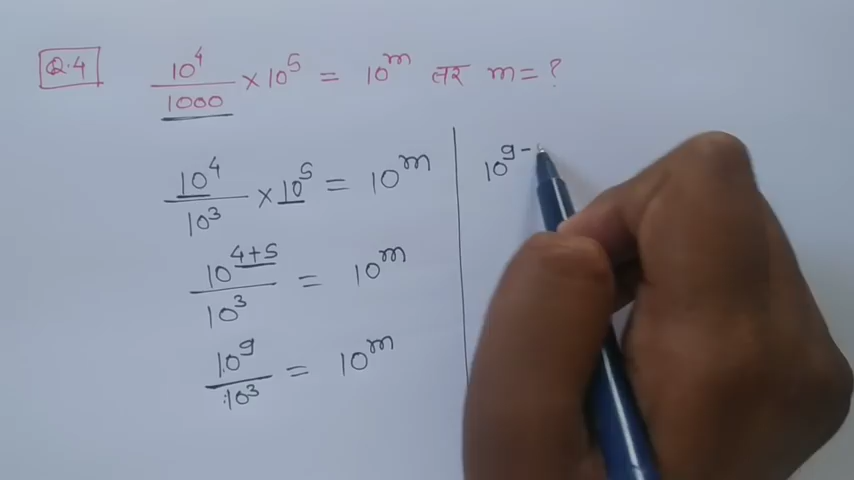 Q.4 10⁴/1000 × 10⁵ = 10ᵐ तर m = ?
10⁴/10³ × 10⁵ = 10ᵐ
10⁴⁺⁵/10³ = 10ᵐ
10⁹/10³ = 10ᵐ
10⁹⁻